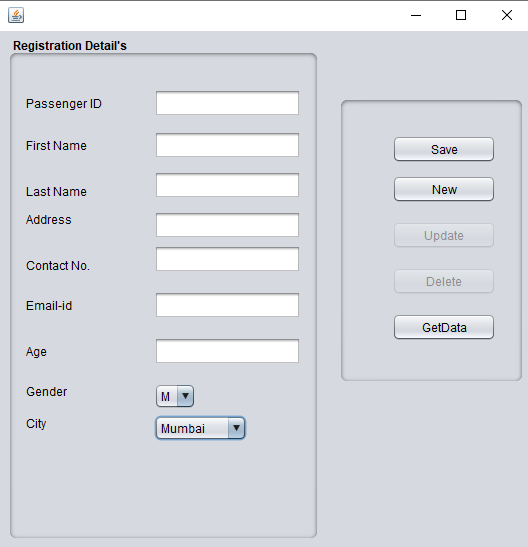 Registration Detail's
Passenger ID
First Name
Last Name
Address
Contact No.
Email-id
Age
Gender M
City Mumbai
Save
New
Update
Delete
GetData